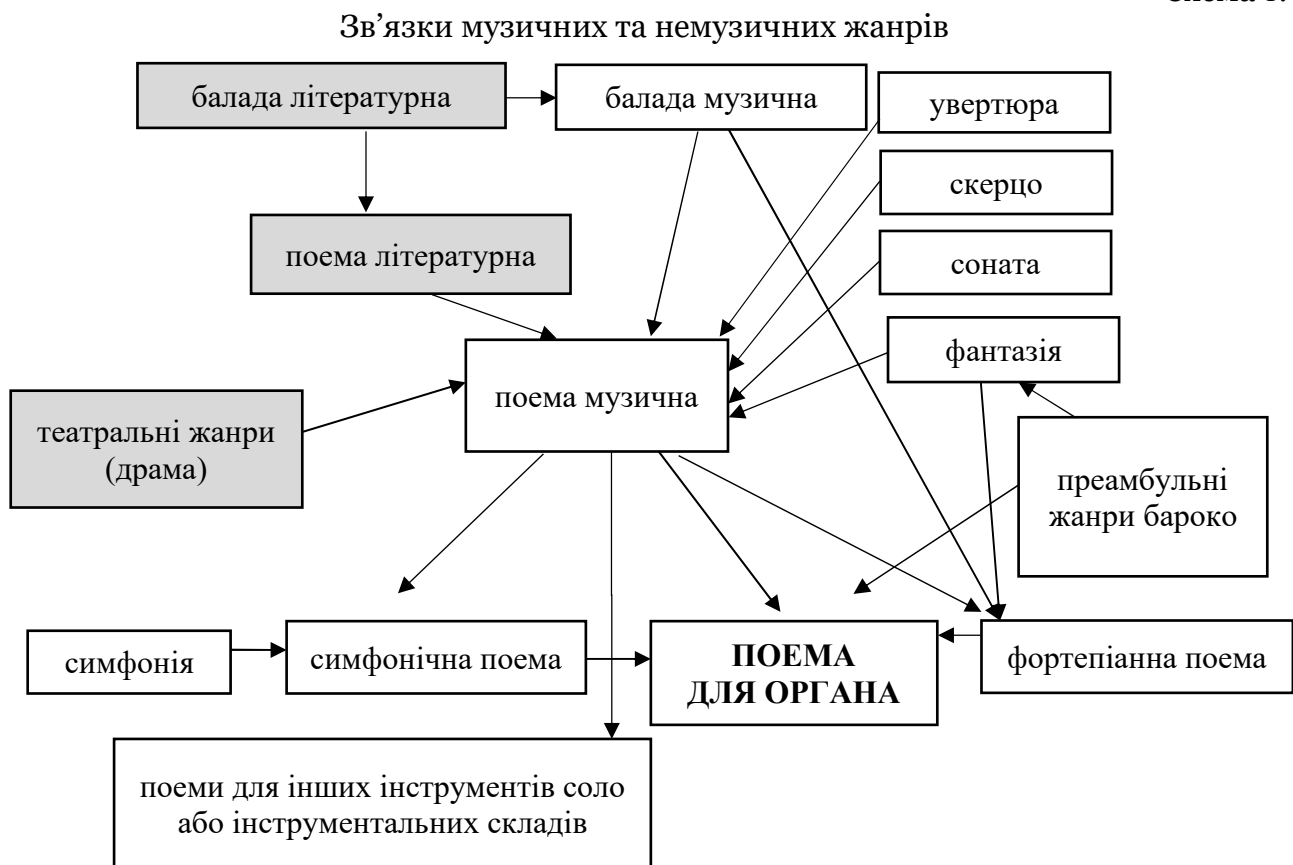 Зв’язки музичних та немузичних жанрів
балада літературна
балада музична
увертюра
скерцо
поема літературна
соната
фантазія
поема музична
театральні жанри
(драма)
преамбульні
жанри бароко
симфонія
симфонічна поема
ПОЕМА
ДЛЯ ОРГАНА
фортепіанна поема
поеми для інших інструментів соло
або інструментальних складів